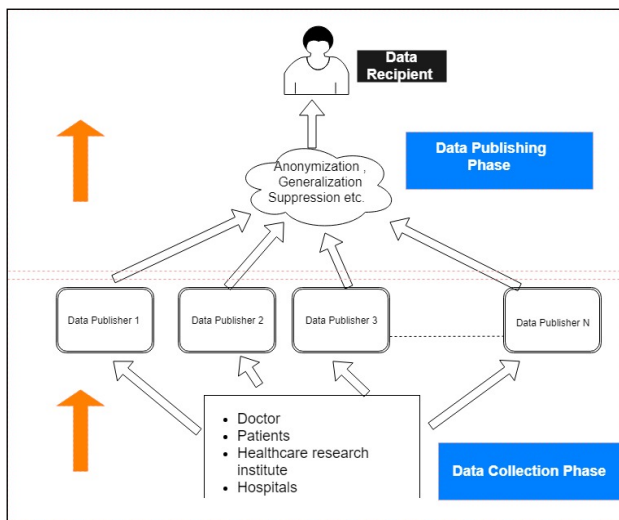 Data
Recipient
Data Publishing
Phase
Anonymization ,
Generalization
Suppression etc.
Data Publisher 1
Data Publisher 2
Data Publisher 3
Data Publisher N
• Doctor
• Patients
• Healthcare research
institute
• Hospitals
Data Collection Phase